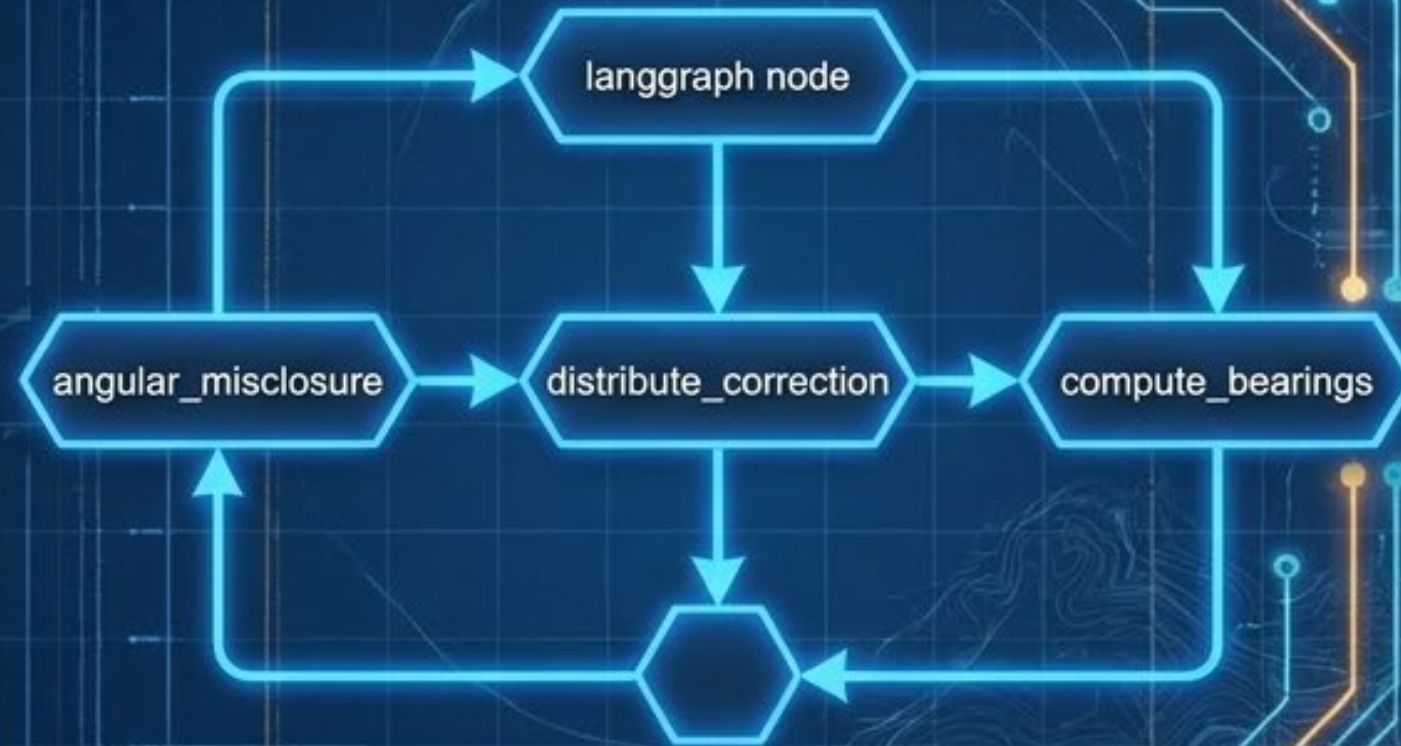 langgraph node
angular_misclosure
distribute_correction
compute_bearings